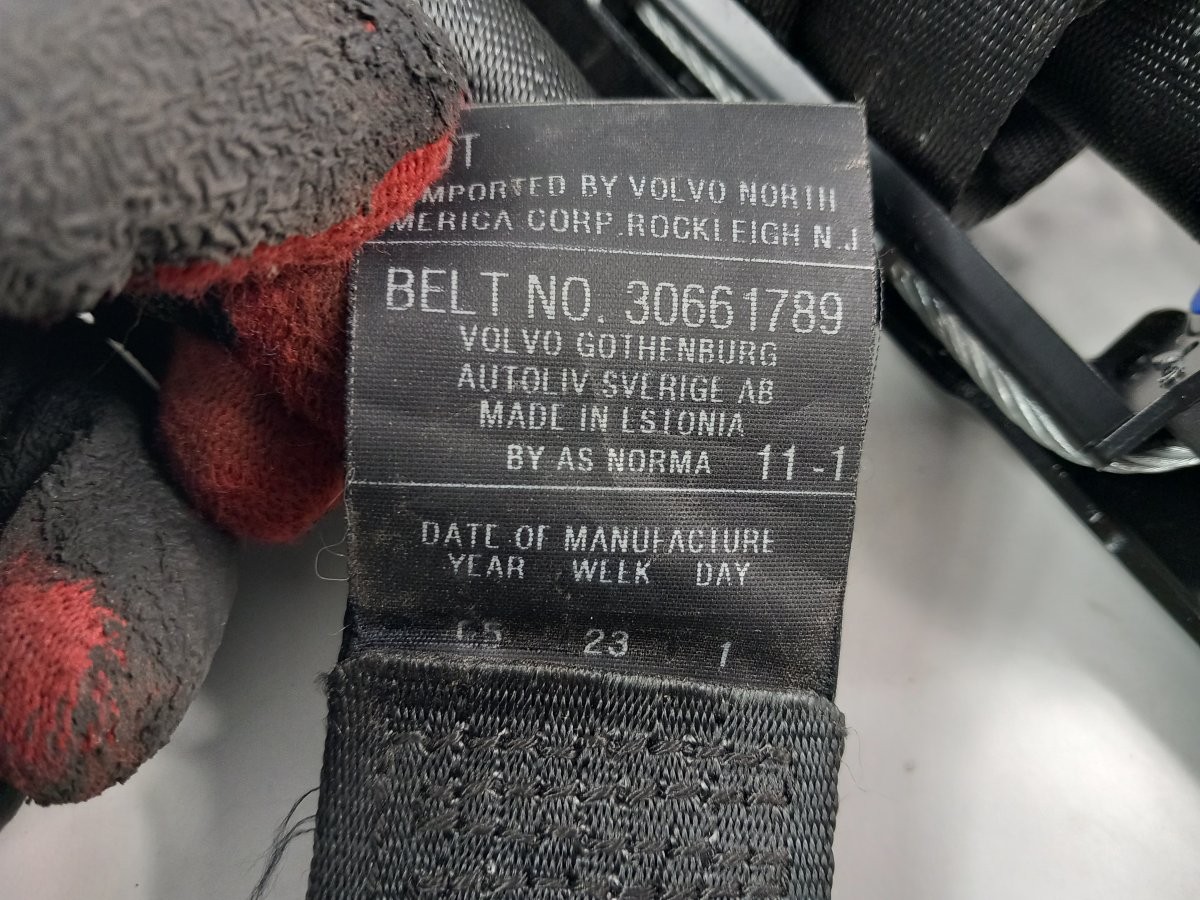 IMPORTED BY VOLVO NORTH
AMERICA CORP. ROCKLEIGH N.J
BELT NO. 30661789
VOLVO GOTHENBURG
AUTOLIV SVERIGE AB
MADE IN ESTONIA
BY AS NORMA 11-1
DATE OF MANUFACTURE
YEAR WEEK DAY
05 23 1